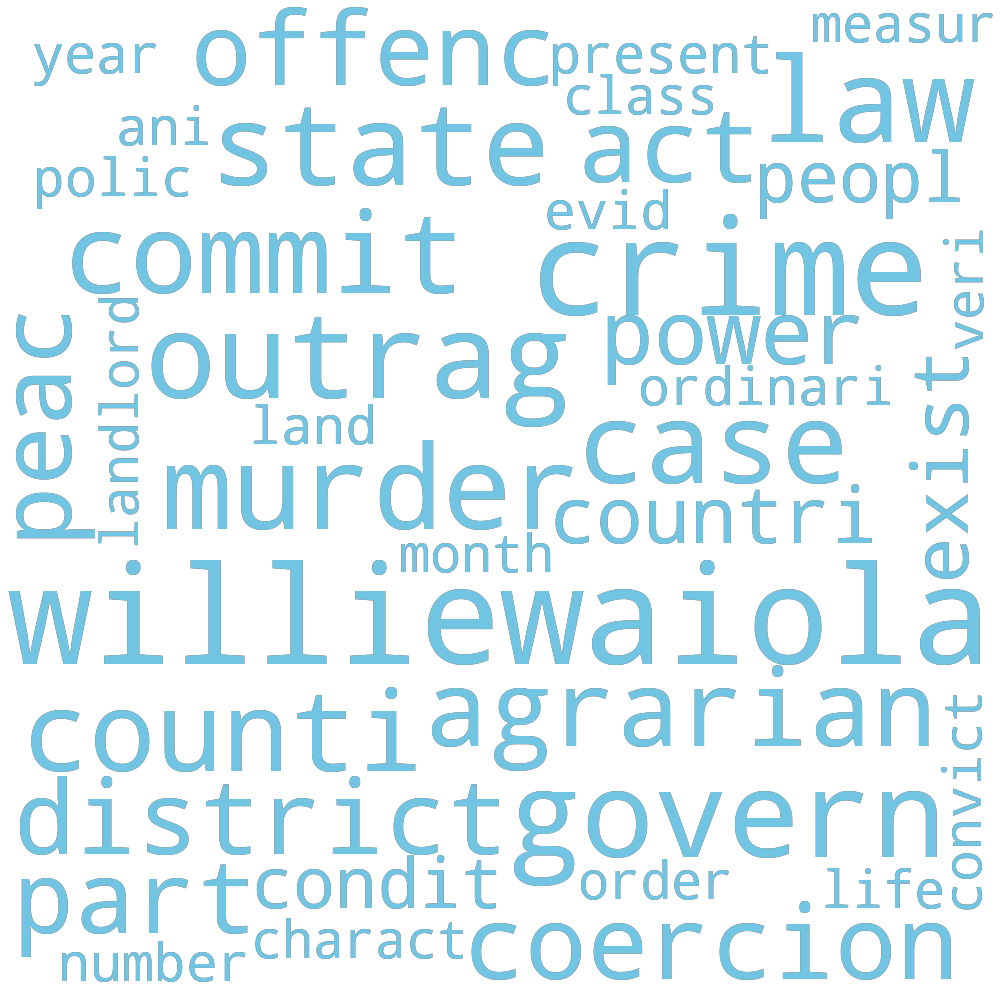 measur
year
offenc
present
class
law
ani
state
act
polic
peopl
evid
commit
crime
veri
peac
landlord
outrag
power
ordinari
exist
land
case
murder
countri
month
williewaiola
counti
agrarian
convict
district
govern
part
condit
order
life
charact
coercion
number